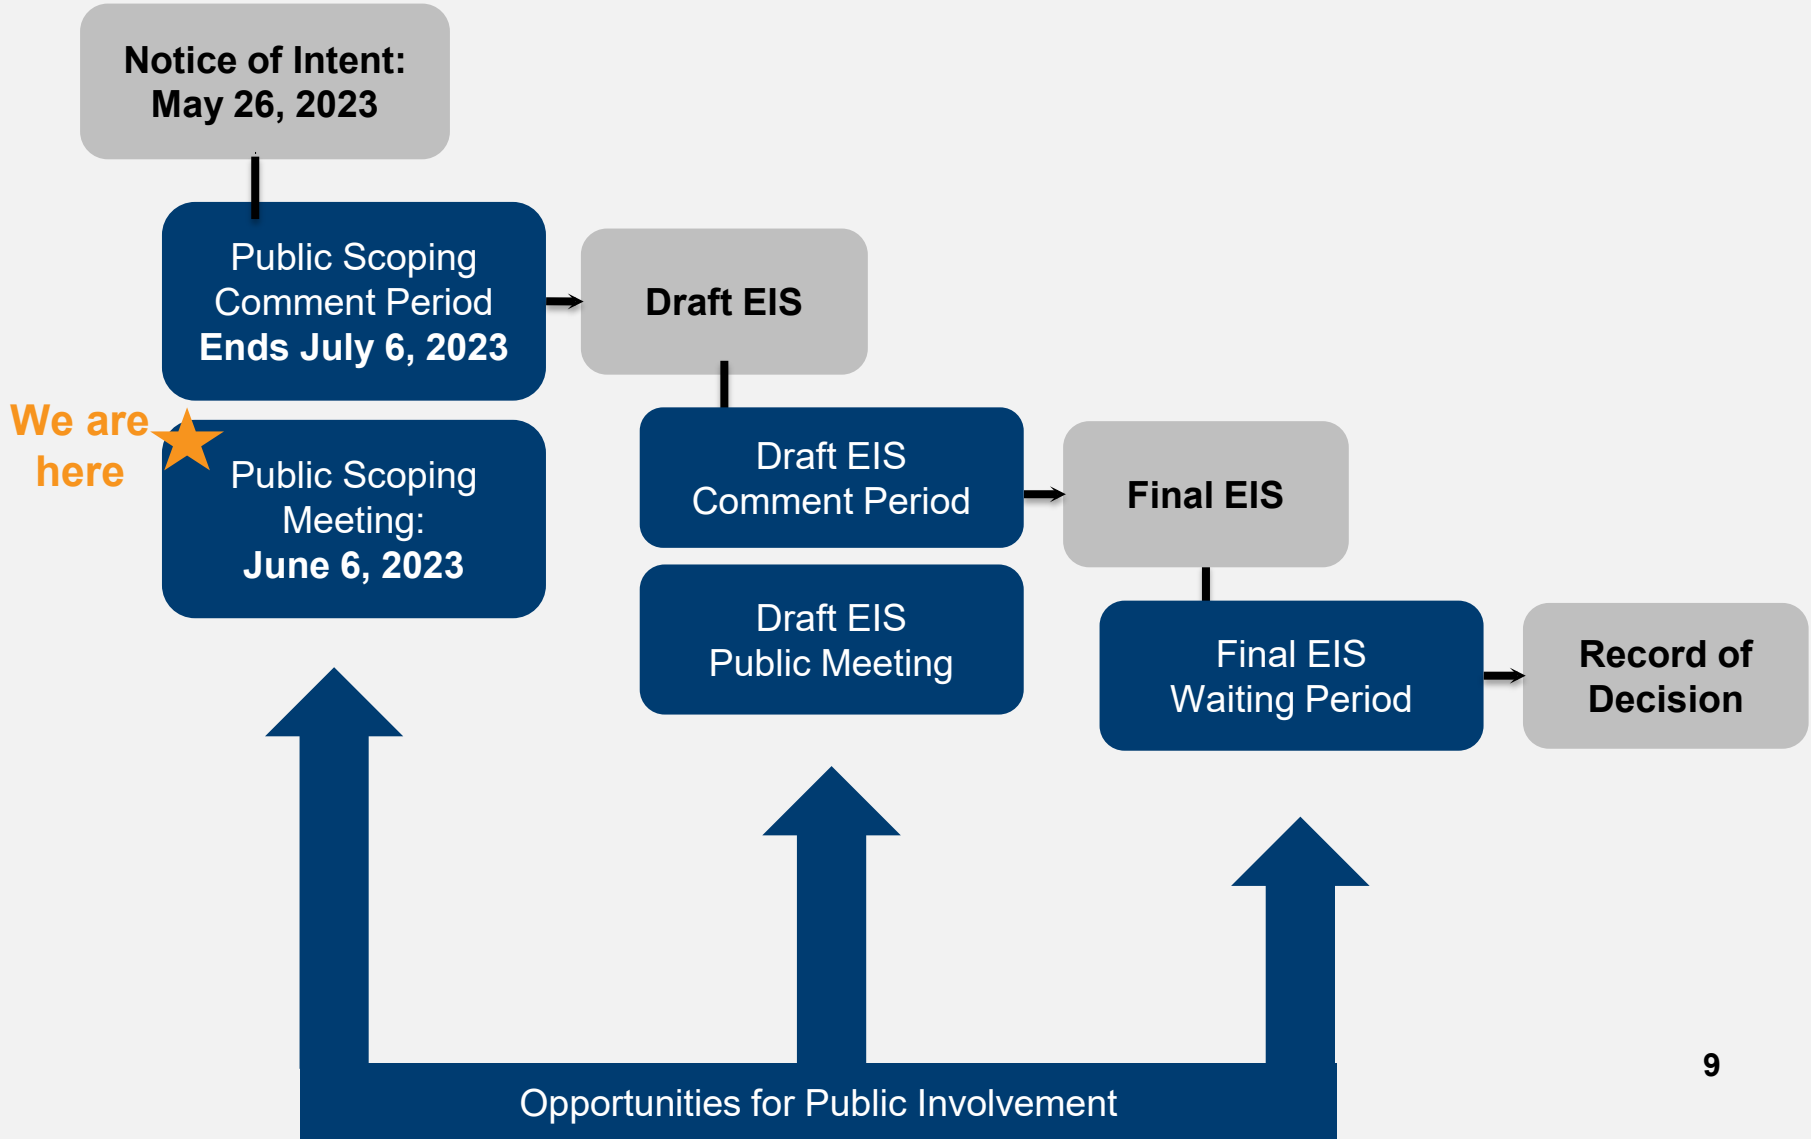 Notice of Intent:
May 26, 2023
Public Scoping
Comment Period
Ends July 6, 2023
Draft EIS
We are
here
Public Scoping
Meeting:
June 6, 2023
Draft EIS
Comment Period
Final EIS
Draft EIS
Public Meeting
Final EIS
Waiting Period
Record of
Decision
Opportunities for Public Involvement
9